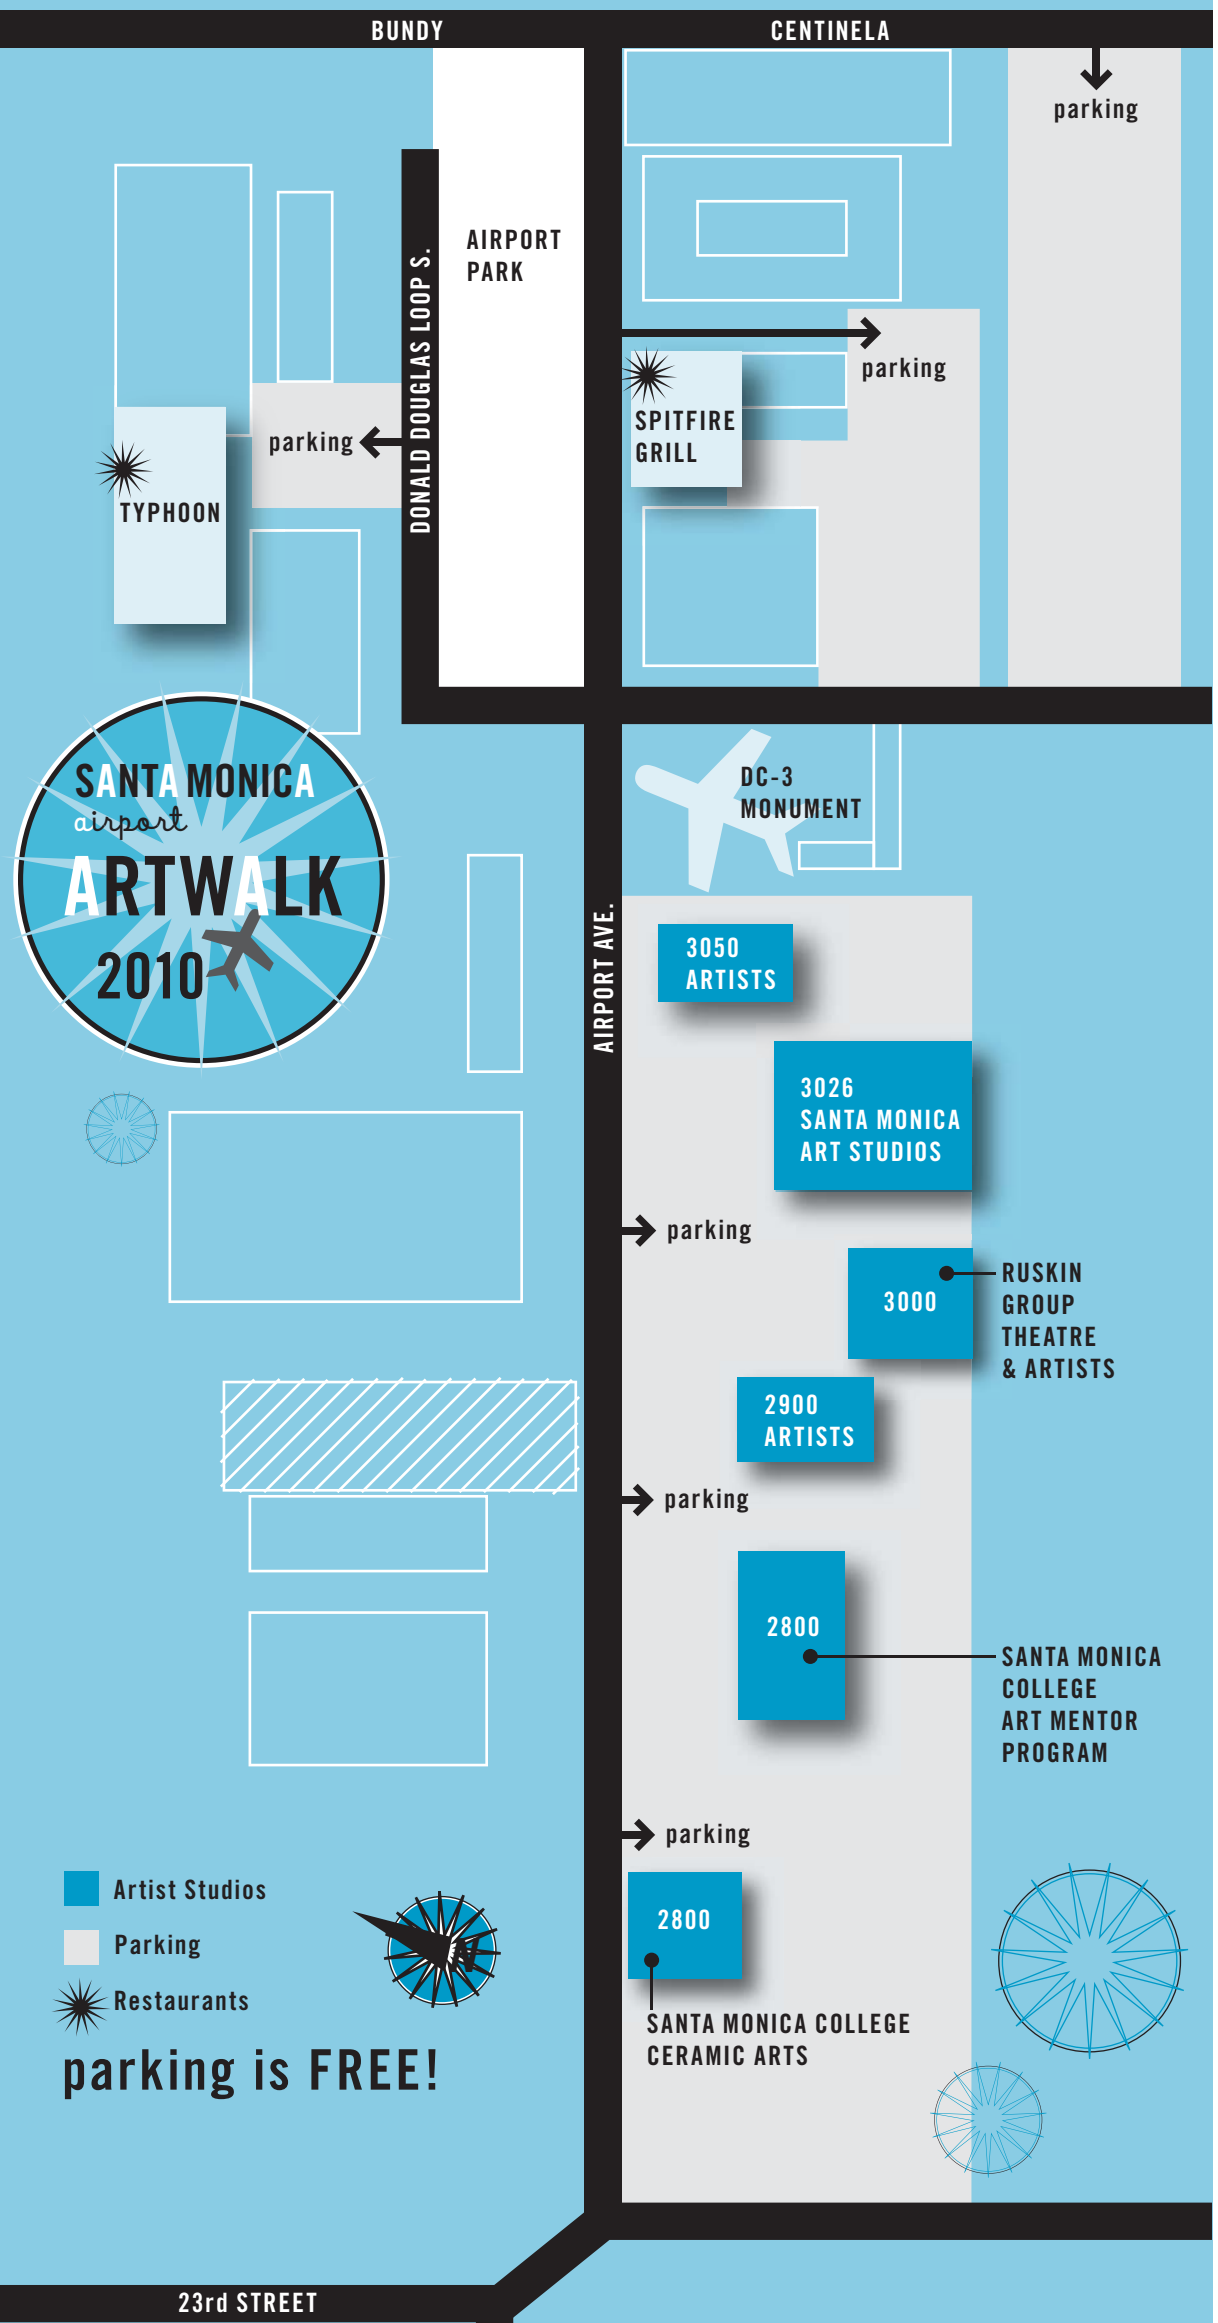 BUNDY
CENTINELA
parking
AIRPORT
PARK
DONALD DOUGLAS LOOP S.
parking
SPITFIRE
GRILL
parking
TYPHOON
SANTA MONICA
airport
ARTWALK
2010
DC-3
MONUMENT
AIRPORT AVE.
3050
ARTISTS
3026
SANTA MONICA
ART STUDIOS
parking
3000
RUSKIN
GROUP
THEATRE
& ARTISTS
2900
ARTISTS
parking
2800
SANTA MONICA
COLLEGE
ART MENTOR
PROGRAM
parking
2800
SANTA MONICA COLLEGE
CERAMIC ARTS
Artist Studios
Parking
Restaurants
N
parking is FREE!
23rd STREET